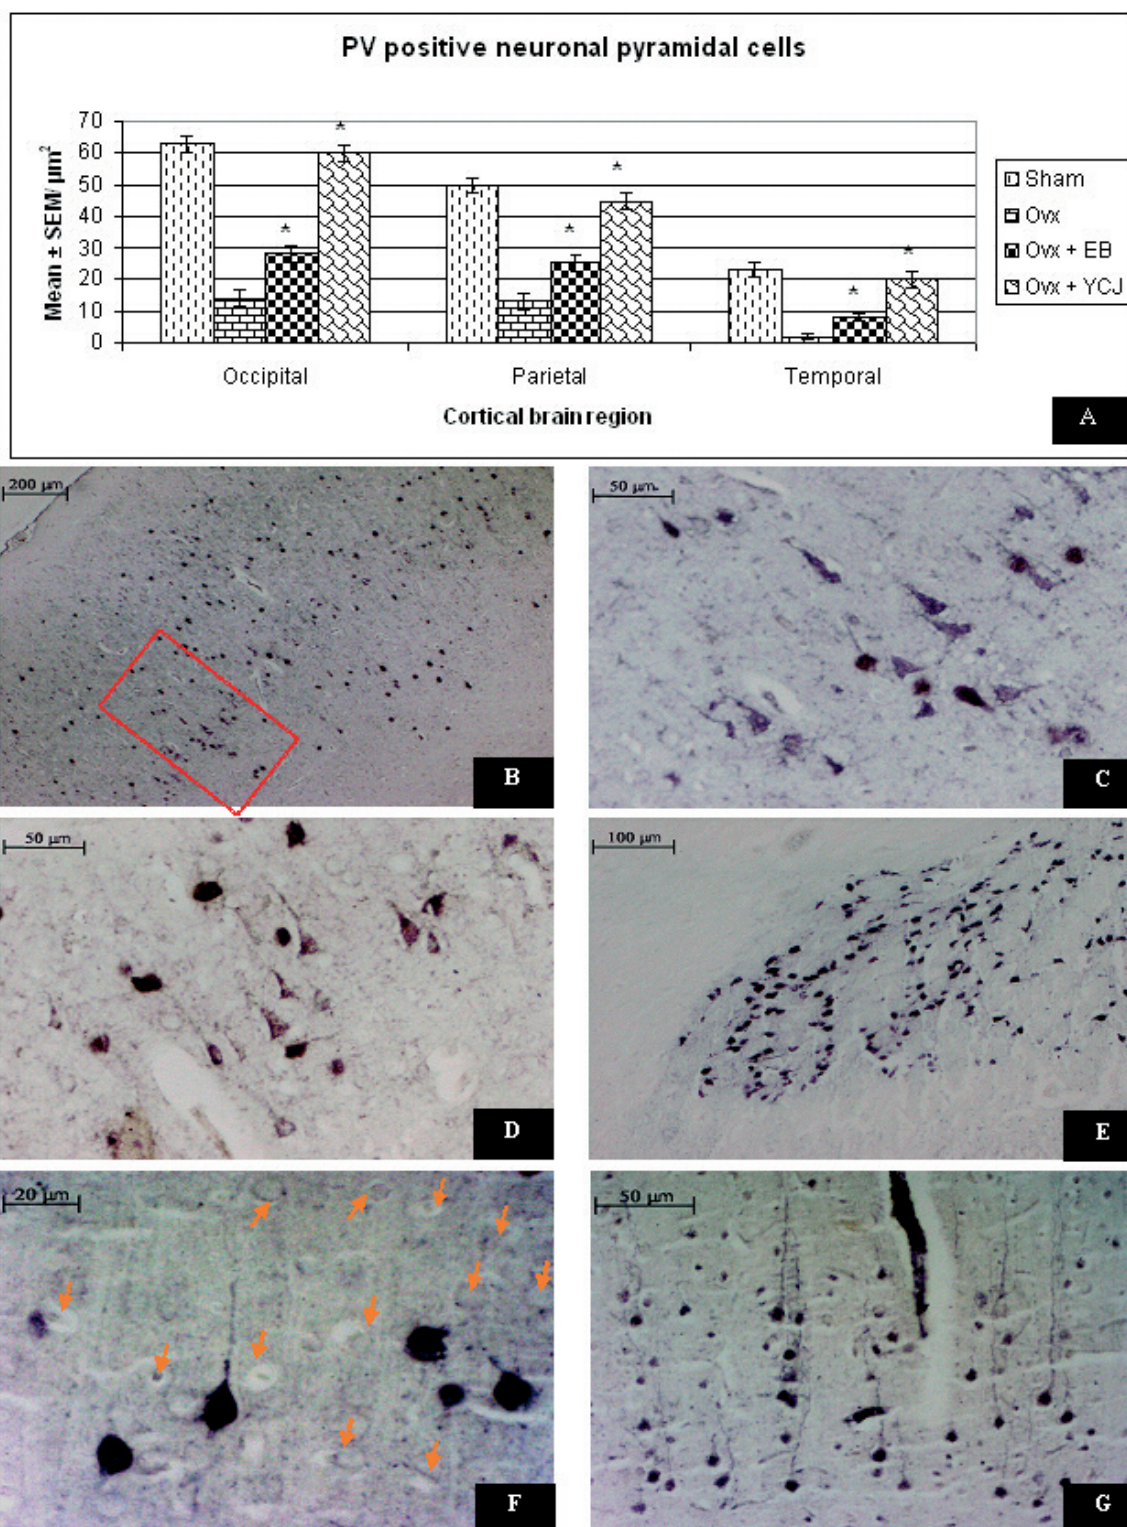 PV positive neuronal pyramidal cells
Mean ± SEM/ µm²
70
60
50
40
30
20
10
0
*
*
*
*
*
*
Occipital
Parietal
Temporal
Cortical brain region
Sham
Ovx
Ovx + EB
Ovx + YCJ
A
200 µm
B
50 µm
C
50 µm
D
100 µm
E
20 µm
F
50 µm
G